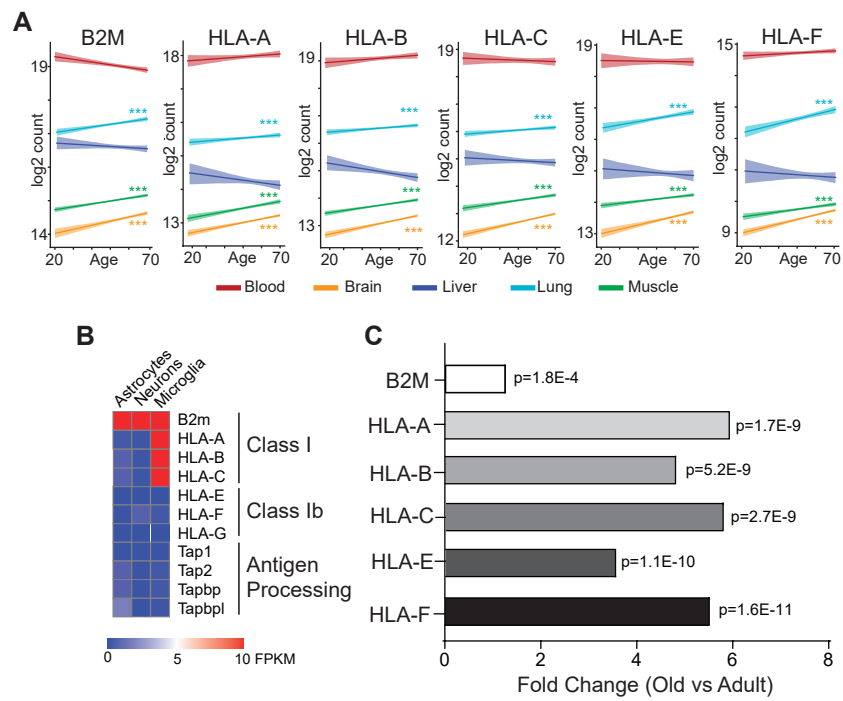 A
B2M
HLA-A
HLA-B
HLA-C
HLA-E
HLA-F
log2 count
19
14
***
***
***
20
Age
70
log2 count
18
13
***
***
***
20
Age
70
log2 count
19
13
***
***
***
20
Age
70
log2 count
19
12
***
***
***
20
Age
70
log2 count
19
13
***
***
***
20
Age
70
log2 count
15
9
***
***
***
20
Age
70
Blood
Brain
Liver
Lung
Muscle
B
Astrocytes
Neurons
Microglia
B2m
HLA-A
HLA-B
HLA-C
HLA-E
HLA-F
HLA-G
Tap1
Tap2
Tapbp
Tapbpl
Class I
Class Ib
Antigen
Processing
0
5
10 FPKM
C
B2M
p=1.8E-4
HLA-A
p=1.7E-9
HLA-B
p=5.2E-9
HLA-C
p=2.7E-9
HLA-E
p=1.1E-10
HLA-F
p=1.6E-11
0
2
4
6
8
Fold Change (Old vs Adult)